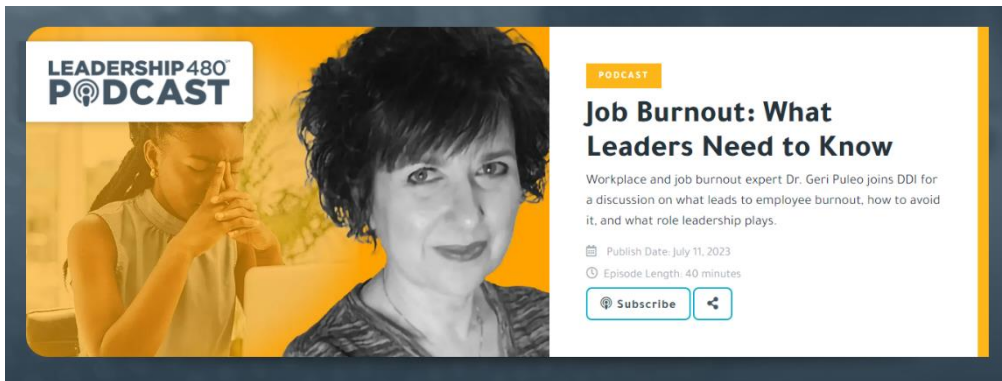 LEADERSHIP 480™
PODCAST
PODCAST
Job Burnout: What
Leaders Need to Know
Workplace and job burnout expert Dr. Geri Puleo joins DDI for
a discussion on what leads to employee burnout, how to avoid
it, and what role leadership plays.
Publish Date: July 11, 2023
Episode Length: 40 minutes
Subscribe